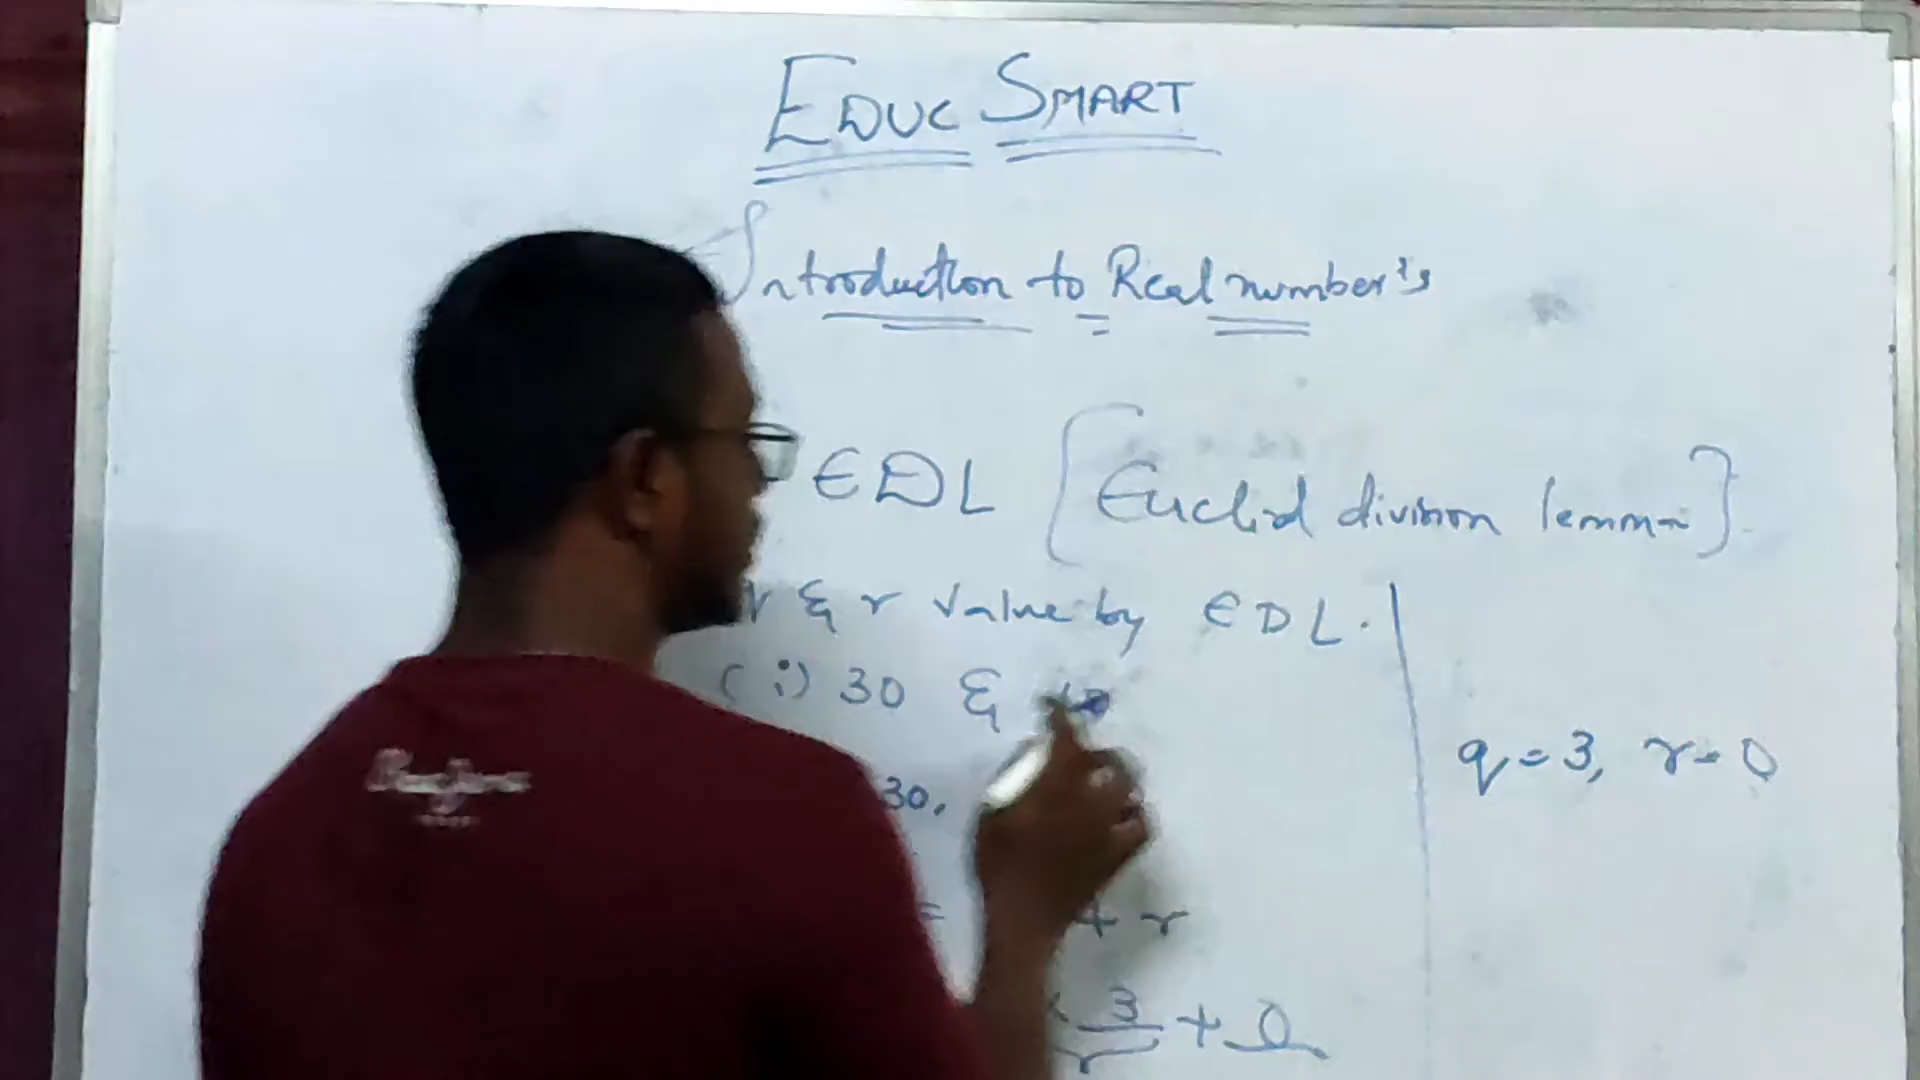 EDUC SMART
Introduction to Real number's
EDL [Euclid division lemma]
& r value by EDL.
(i) 30 & 10
q = 3, r = 0
30,
= + r
3 + 0